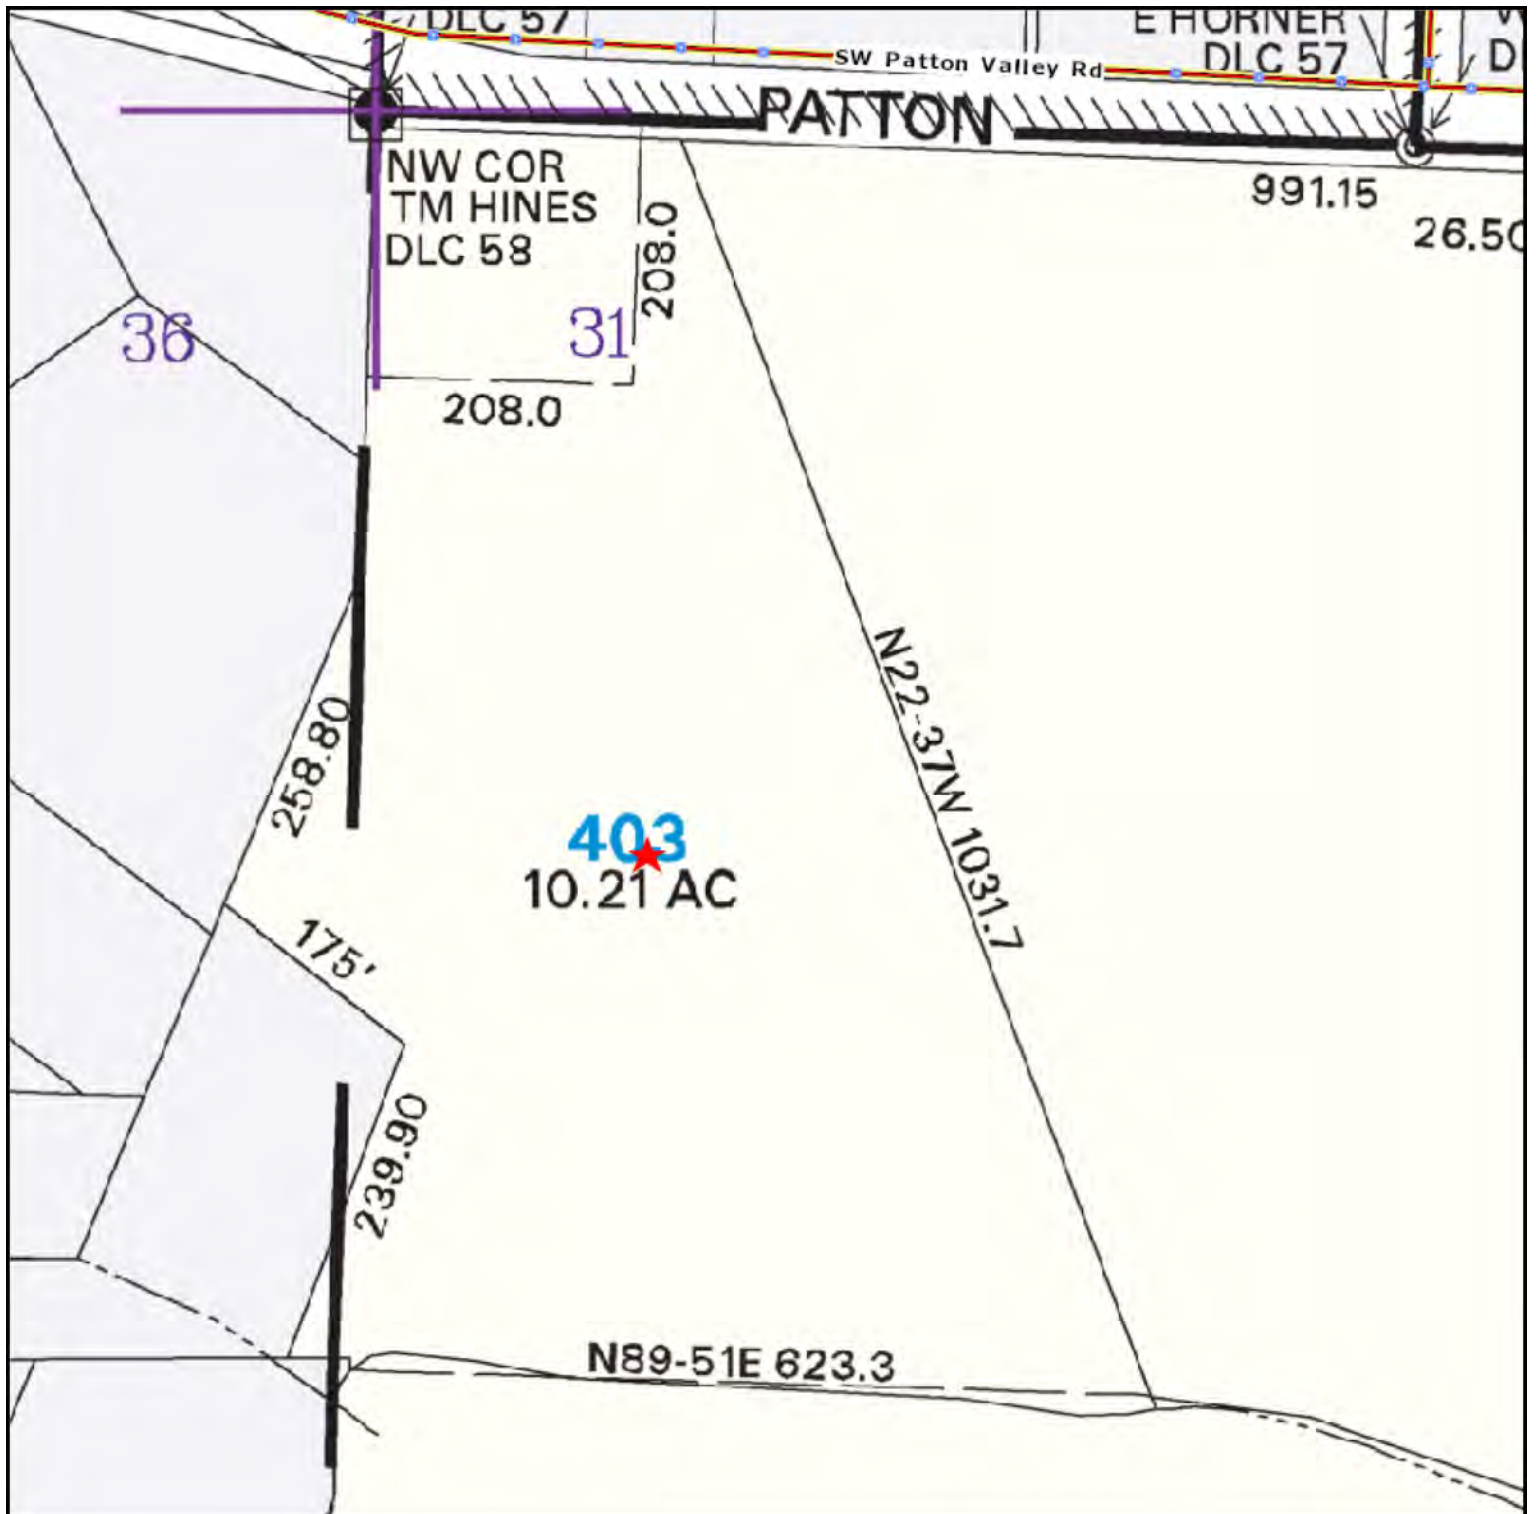 DLC 57
E HORNER
DLC 57
SW Patton Valley Rd
PATTON
NW COR
TM HINES
DLC 58
991.15
208.0
36
31
208.0
N22-37W 1031.7
258.80
403
10.21 AC
175'
239.90
N89-51E 623.3